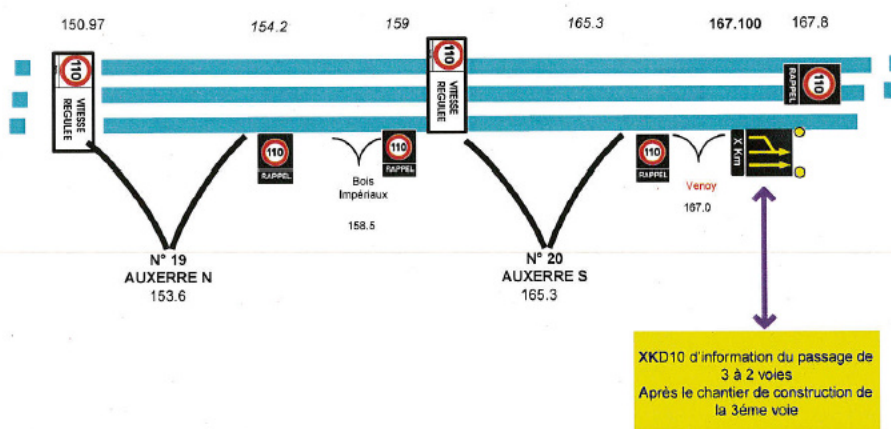 150.97 154.2 159 165.3 167.100 167.8
110
VITESSE
REGULEE
110
VITESSE
REGULEE
110
RAPPEL
110
RAPPEL
110
RAPPEL
110
RAPPEL
X Km
Bois
Impériaux
158.5
Venoy
167.0
N° 19
AUXERRE N
153.6
N° 20
AUXERRE S
165.3
XKD10 d'information du passage de
3 à 2 voies
Après le chantier de construction de
la 3éme voie